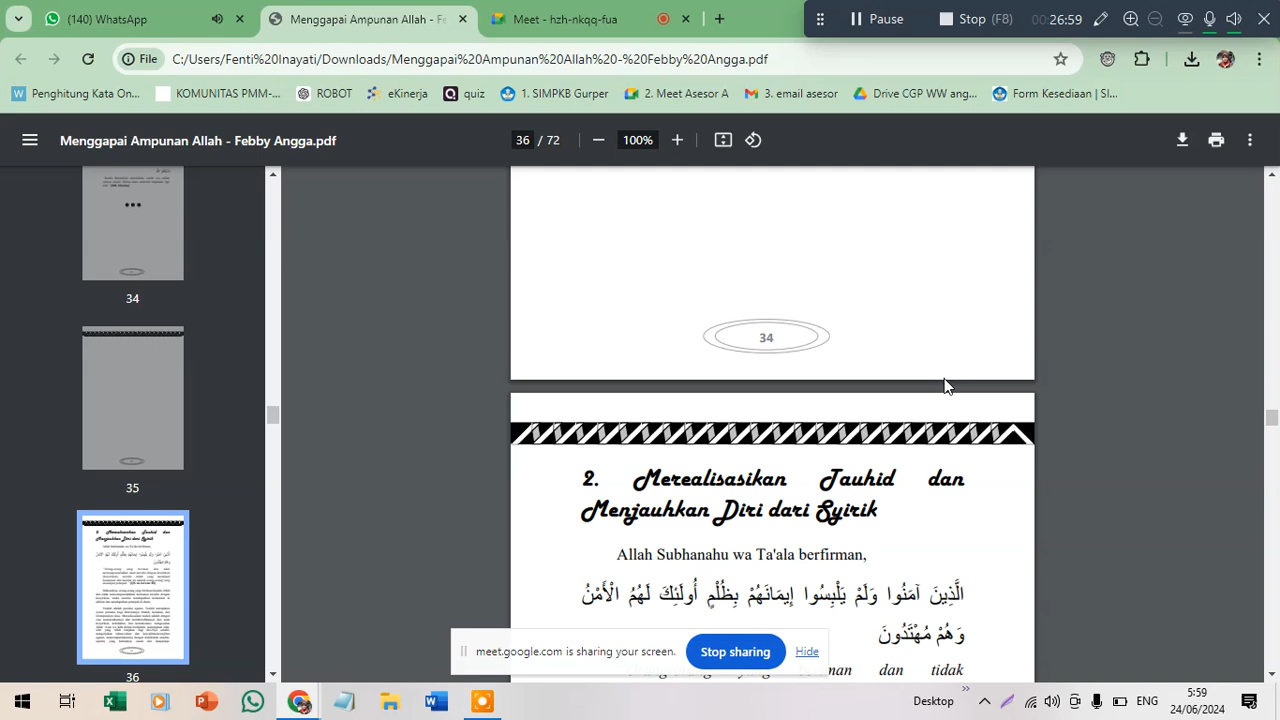 (140) WhatsApp
Menggapai Ampunan Allah - Fe
Meet - hzh-nkqq-fua
Pause
Stop (F8)
00:26:59
File
C:/Users/Fenti%20Inayati/Downloads/Menggapai%20Ampunan%20Allah%20-%20Febby%20Angga.pdf
Penghitung Kata On...
KOMUNITAS PMM-...
ROBOT
eKinerja
quiz
1. SIMPKB Gurper
2. Meet Asesor A
3. email asesor
Drive CGP WW ang...
Form Kesediaan | Sl...
Menggapai Ampunan Allah - Febby Angga.pdf
36 / 72
100%
34
35
36
34
2. Merealisasikan Tauhid dan
Menjauhkan Diri dari Syirik
Allah Subhanahu wa Ta'ala berfirman,
الَّذِينَ آمَنُوا وَلَمْ يَلْبِسُوا إِيمَانَهُمْ بِظُلْمٍ أُولَئِكَ لَهُمُ الْأَمْنُ
وَهُمْ مُهْتَدُونَ
dan tidak
meet.google.com is sharing your screen.
Stop sharing
Hide
Desktop
ENG
5:59
24/06/2024